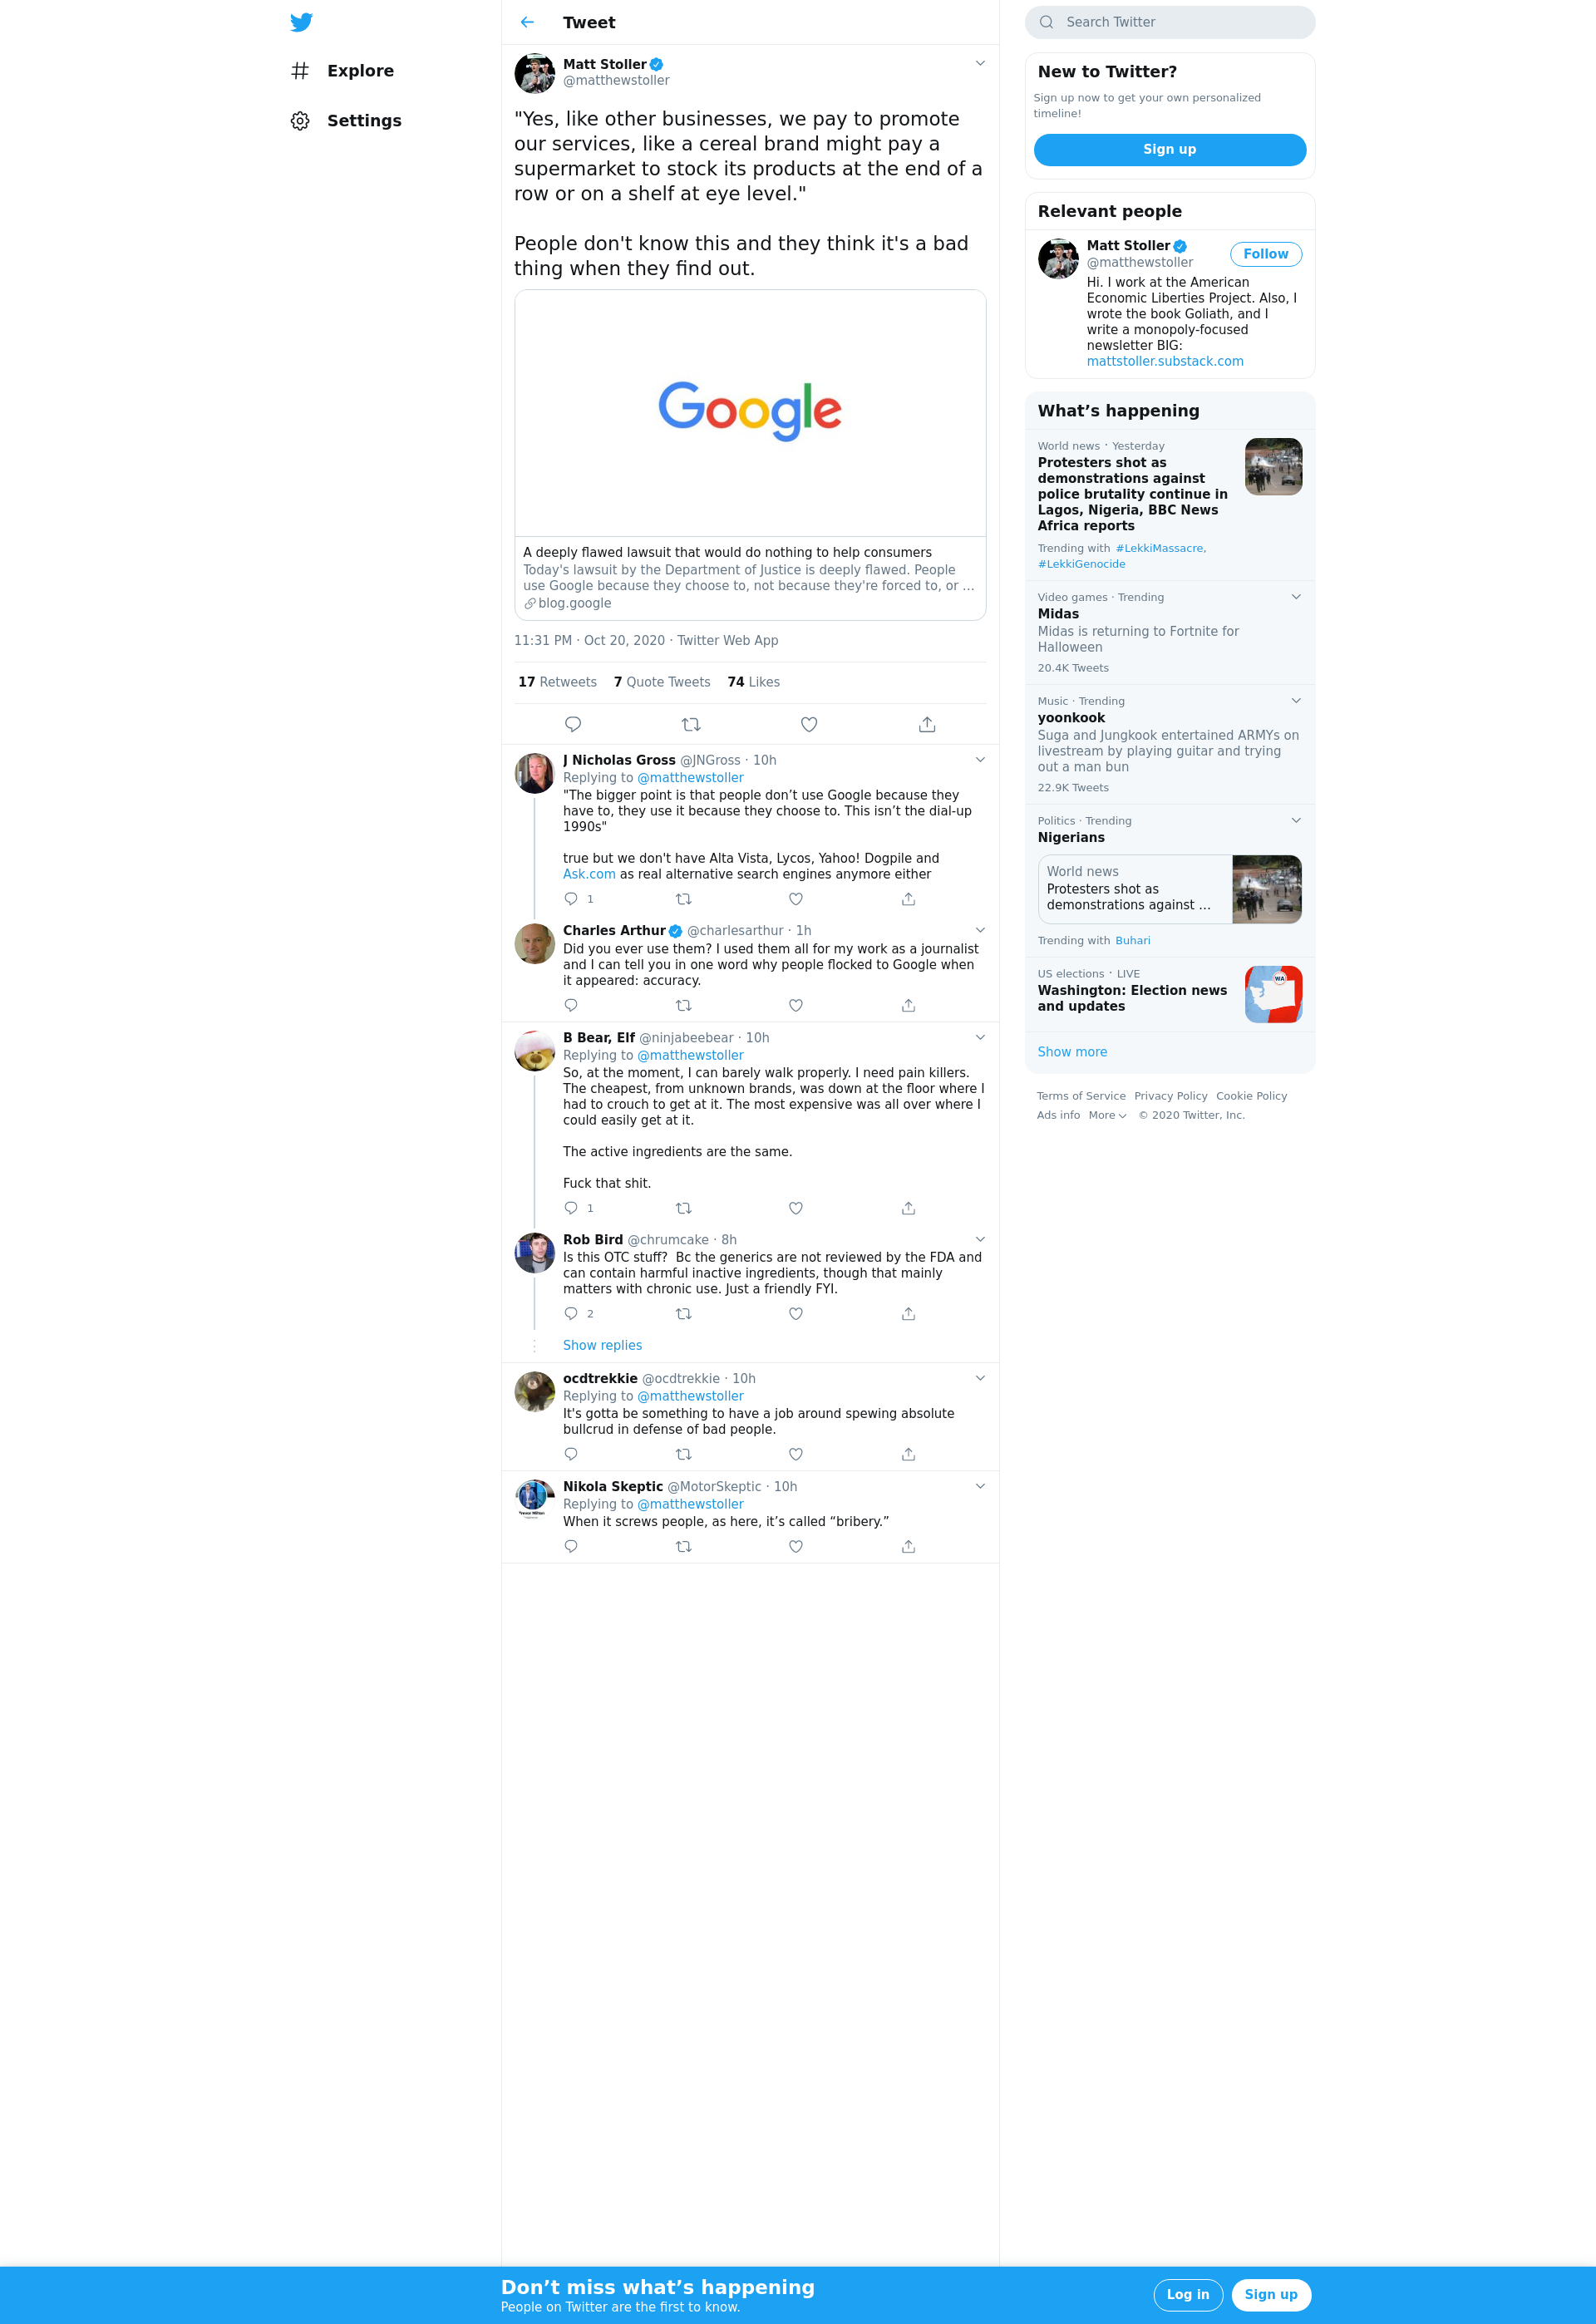 Explore
Settings
Tweet
Matt Stoller
@matthewstoller
"Yes, like other businesses, we pay to promote
our services, like a cereal brand might pay a
supermarket to stock its products at the end of a
row or on a shelf at eye level."
People don't know this and they think it's a bad
thing when they find out.
Google
A deeply flawed lawsuit that would do nothing to help consumers
Today's lawsuit by the Department of Justice is deeply flawed. People
use Google because they choose to, not because they're forced to, or …
blog.google
11:31 PM · Oct 20, 2020 · Twitter Web App
17 Retweets 7 Quote Tweets 74 Likes
J Nicholas Gross @JNGross · 10h
Replying to @matthewstoller
"The bigger point is that people don’t use Google because they
have to, they use it because they choose to. This isn’t the dial-up
1990s"
true but we don't have Alta Vista, Lycos, Yahoo! Dogpile and
Ask.com as real alternative search engines anymore either
1
Charles Arthur @charlesarthur · 1h
Did you ever use them? I used them all for my work as a journalist
and I can tell you in one word why people flocked to Google when
it appeared: accuracy.
B Bear, Elf @ninjabeebear · 10h
Replying to @matthewstoller
So, at the moment, I can barely walk properly. I need pain killers.
The cheapest, from unknown brands, was down at the floor where I
had to crouch to get at it. The most expensive was all over where I
could easily get at it.
The active ingredients are the same.
Fuck that shit.
1
Rob Bird @chrumcake · 8h
Is this OTC stuff?  Bc the generics are not reviewed by the FDA and
can contain harmful inactive ingredients, though that mainly
matters with chronic use. Just a friendly FYI.
2
Show replies
ocdtrekkie @ocdtrekkie · 10h
Replying to @matthewstoller
It's gotta be something to have a job around spewing absolute
bullcrud in defense of bad people.
Nikola Skeptic @MotorSkeptic · 10h
Replying to @matthewstoller
When it screws people, as here, it’s called “bribery.”
Search Twitter
New to Twitter?
Sign up now to get your own personalized
timeline!
Sign up
Relevant people
Matt Stoller
@matthewstoller
Follow
Hi. I work at the American
Economic Liberties Project. Also, I
wrote the book Goliath, and I
write a monopoly-focused
newsletter BIG:
mattstoller.substack.com
What’s happening
World news · Yesterday
Protesters shot as
demonstrations against
police brutality continue in
Lagos, Nigeria, BBC News
Africa reports
Trending with #LekkiMassacre,
#LekkiGenocide
Video games · Trending
Midas
Midas is returning to Fortnite for
Halloween
20.4K Tweets
Music · Trending
yoonkook
Suga and Jungkook entertained ARMYs on
livestream by playing guitar and trying
out a man bun
22.9K Tweets
Politics · Trending
Nigerians
World news
Protesters shot as
demonstrations against …
Trending with Buhari
US elections · LIVE
Washington: Election news
and updates
WA
Show more
Terms of Service Privacy Policy Cookie Policy
Ads info More © 2020 Twitter, Inc.
Don’t miss what’s happening
People on Twitter are the first to know.
Log in
Sign up